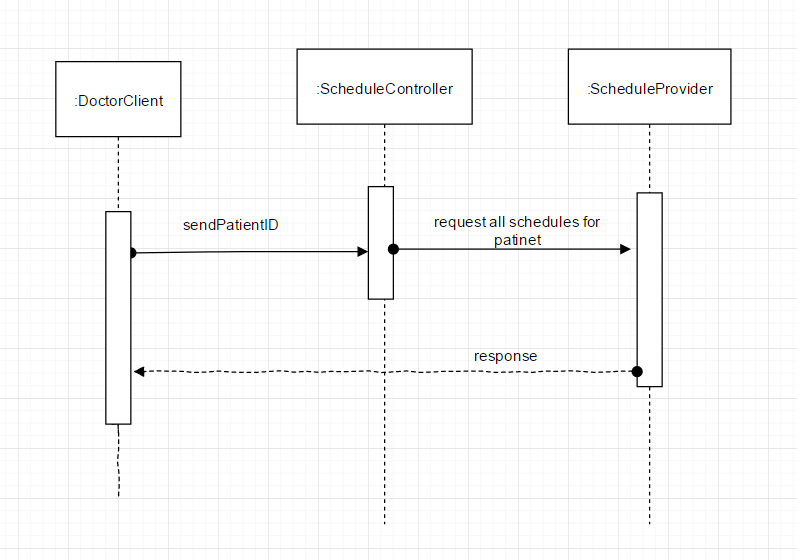 :DoctorClient
:ScheduleController
:ScheduleProvider
sendPatientID
request all schedules for
patinet
response